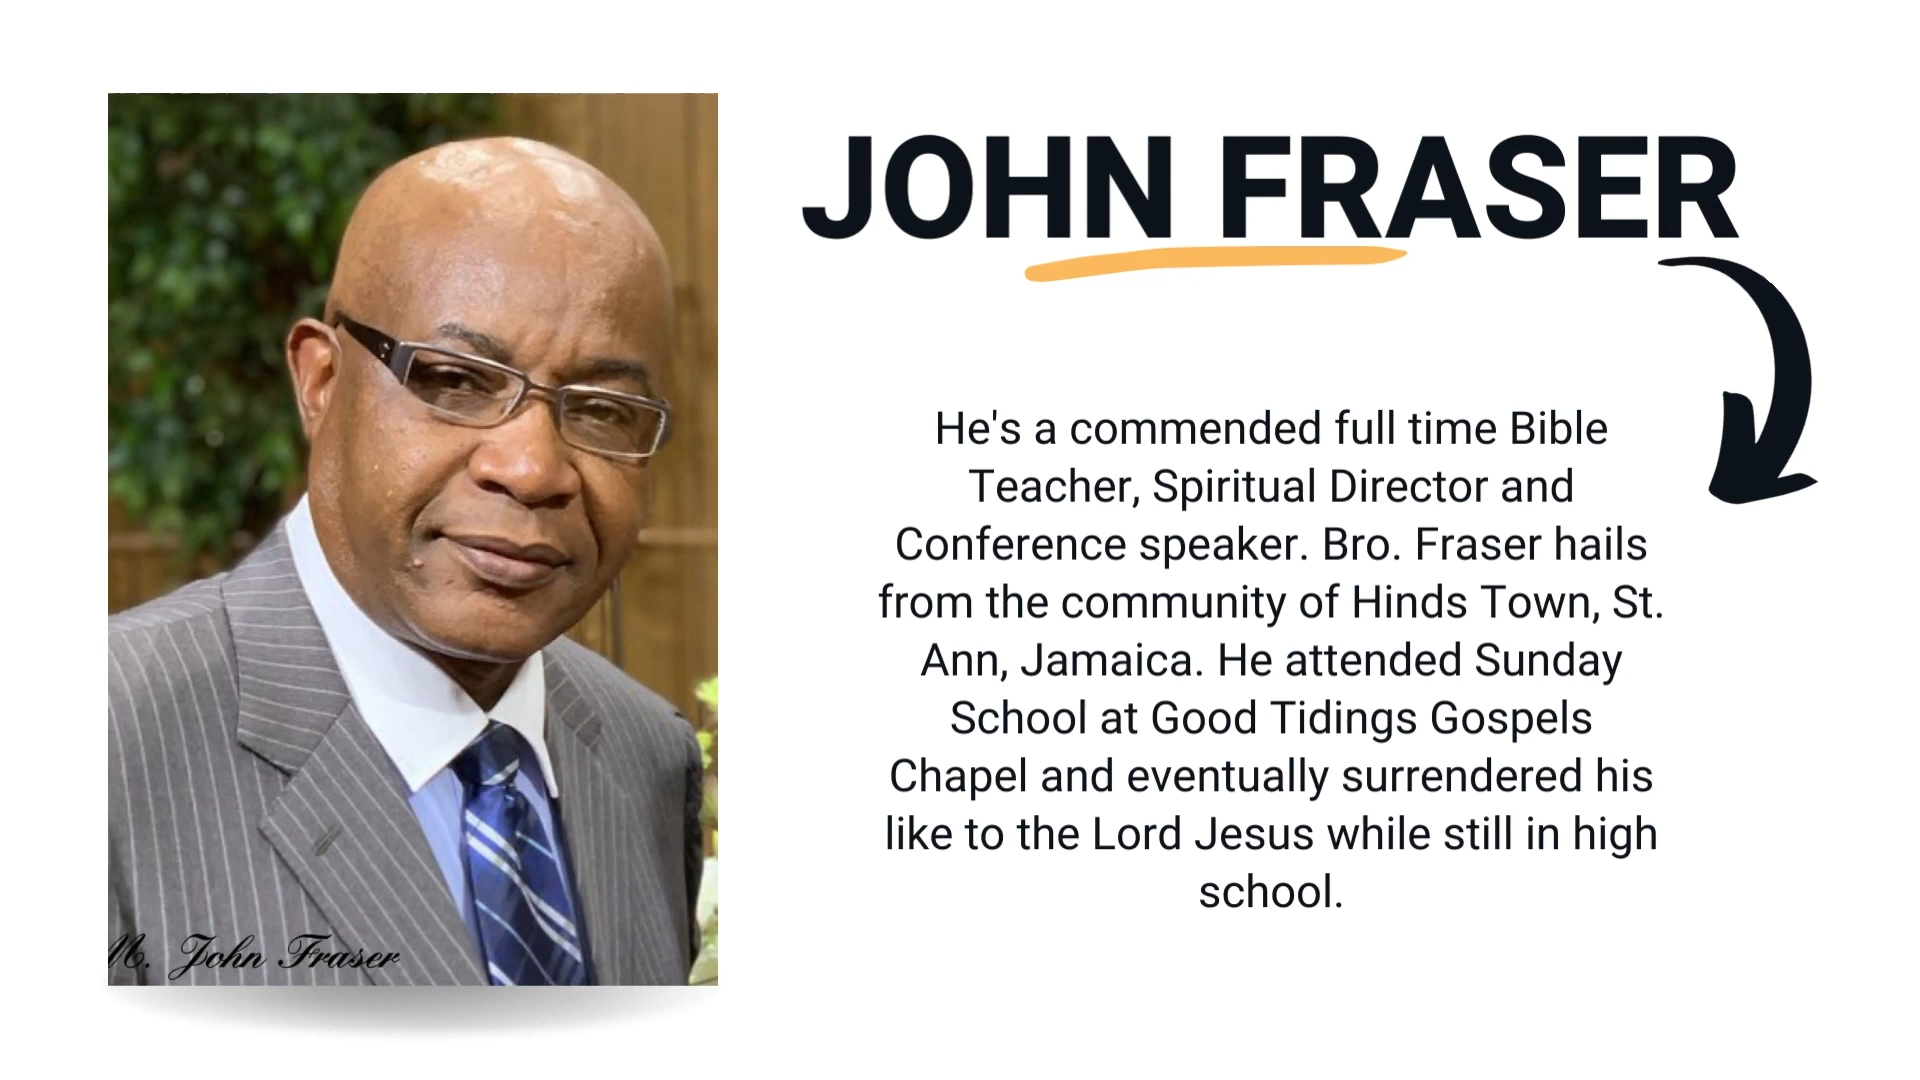 JOHN FRASER
He's a commended full time Bible
Teacher, Spiritual Director and
Conference speaker. Bro. Fraser hails
from the community of Hinds Town, St.
Ann, Jamaica. He attended Sunday
School at Good Tidings Gospels
Chapel and eventually surrendered his
like to the Lord Jesus while still in high
school.
N. John Fraser